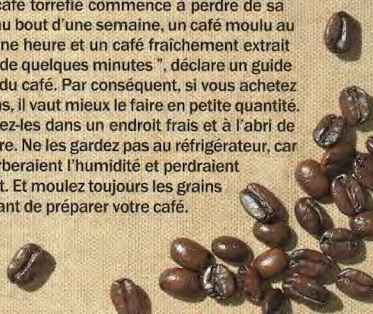 café torréfié commence à perdre de sa
au bout d'une semaine, un café moulu au
ne heure et un café fraîchement extrait
de quelques minutes ”, déclare un guide
du café. Par conséquent, si vous achetez
s, il vaut mieux le faire en petite quantité.
ez-les dans un endroit frais et à l'abri de
re. Ne les gardez pas au réfrigérateur, car
rberaient l'humidité et perdraient
t. Et moulez toujours les grains
ant de préparer votre café.